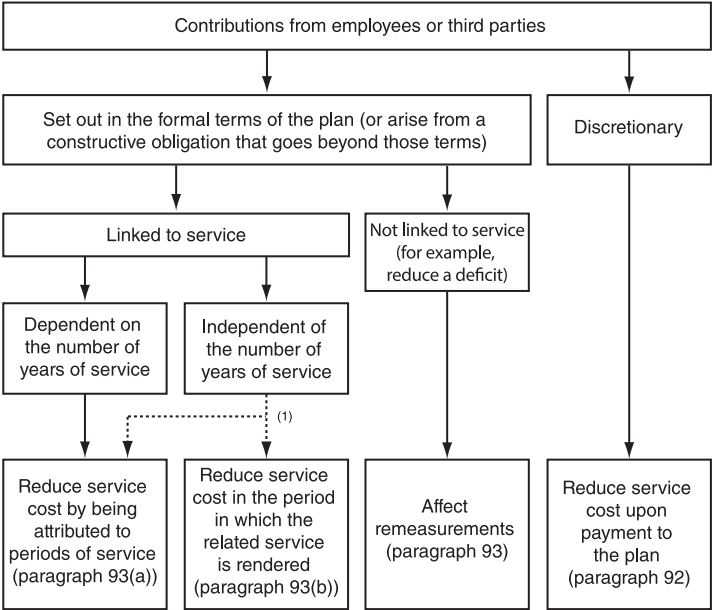 Contributions from employees or third parties
Set out in the formal terms of the plan (or arise from a
constructive obligation that goes beyond those terms)
Discretionary
Linked to service
Not linked to service
(for example,
reduce a deficit)
Dependent on
the number of
years of service
Independent of
the number of
years of service
(1)
Reduce service
cost by being
attributed to
periods of service
(paragraph 93(a))
Reduce service
cost in the period
in which the
related service
is rendered
(paragraph 93(b))
Affect
remeasurements
(paragraph 93)
Reduce service
cost upon
payment to
the plan
(paragraph 92)